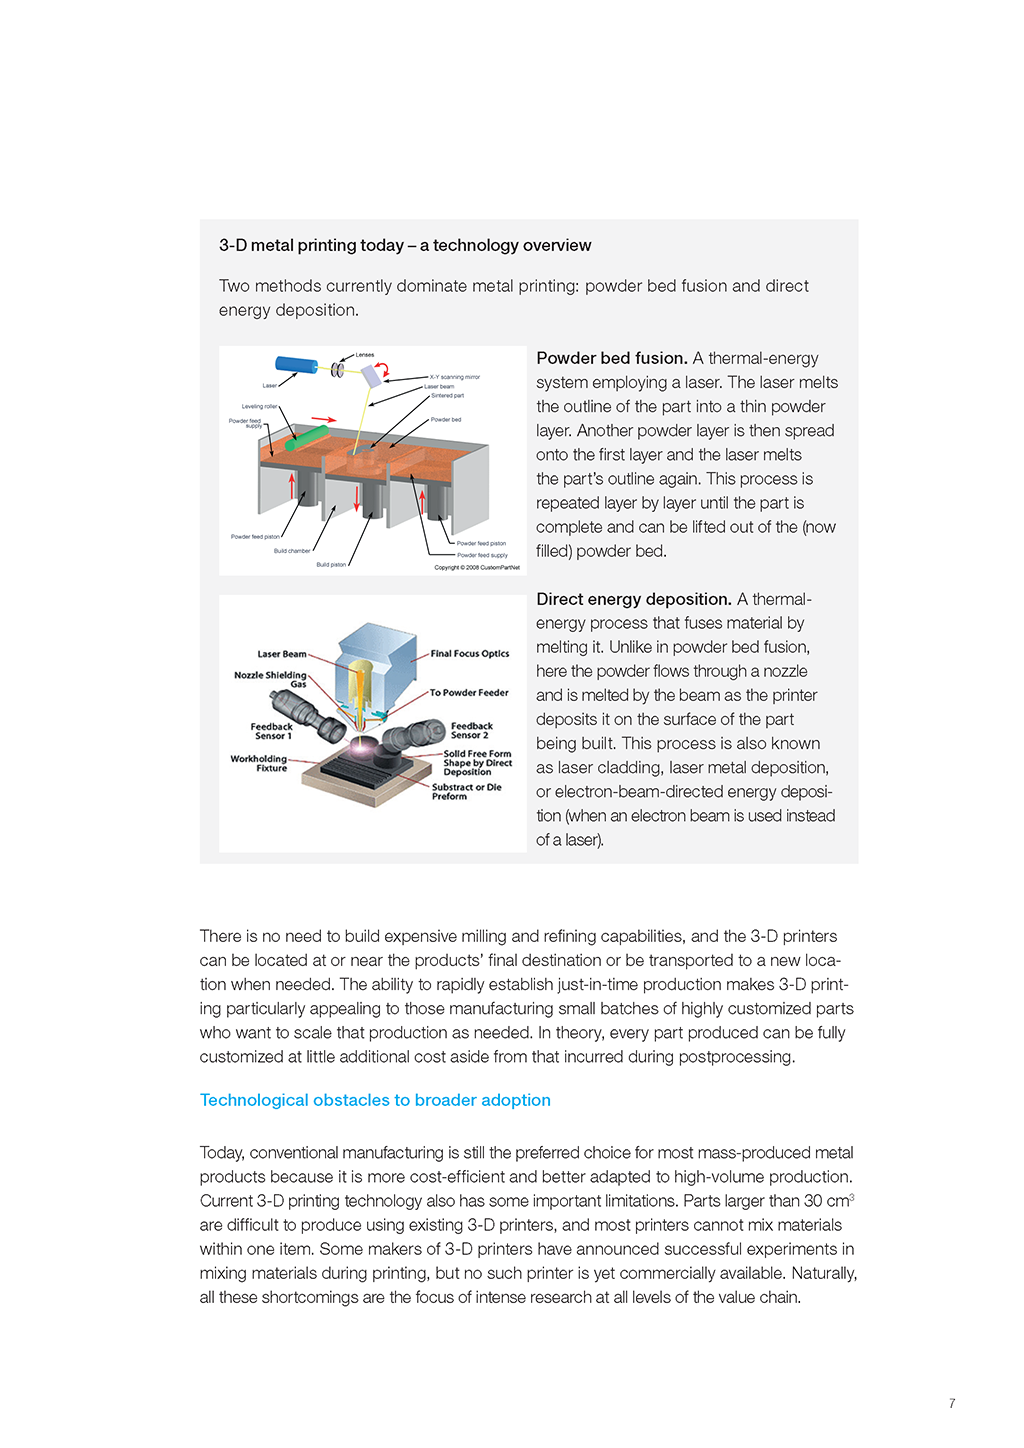 3-D metal printing today – a technology overview
Two methods currently dominate metal printing: powder bed fusion and direct
energy deposition.
Lenses
X-Y scanning mirror
Laser
Laser beam
Sintered part
Leveling roller
Powder feed
supply
Powder bed
Powder feed piston
Build chamber
Build piston
Powder feed piston
Powder feed supply
Copyright © 2008 CustomPartNet
Powder bed fusion. A thermal-energy
system employing a laser. The laser melts
the outline of the part into a thin powder
layer. Another powder layer is then spread
onto the first layer and the laser melts
the part's outline again. This process is
repeated layer by layer until the part is
complete and can be lifted out of the (now
filled) powder bed.
Laser Beam
Final Focus Optics
Nozzle Shielding
Gas
To Powder Feeder
Feedback
Sensor 1
Feedback
Sensor 2
Workholding
Fixture
Solid Free Form
Shape by Direct
Deposition
Substract or Die
Preform
Direct energy deposition. A thermal-
energy process that fuses material by
melting it. Unlike in powder bed fusion,
here the powder flows through a nozzle
and is melted by the beam as the printer
deposits it on the surface of the part
being built. This process is also known
as laser cladding, laser metal deposition,
or electron-beam-directed energy deposi-
tion (when an electron beam is used instead
of a laser).
There is no need to build expensive milling and refining capabilities, and the 3-D printers
can be located at or near the products' final destination or be transported to a new loca-
tion when needed. The ability to rapidly establish just-in-time production makes 3-D print-
ing particularly appealing to those manufacturing small batches of highly customized parts
who want to scale that production as needed. In theory, every part produced can be fully
customized at little additional cost aside from that incurred during postprocessing.
Technological obstacles to broader adoption
Today, conventional manufacturing is still the preferred choice for most mass-produced metal
products because it is more cost-efficient and better adapted to high-volume production.
Current 3-D printing technology also has some important limitations. Parts larger than 30 cm³
are difficult to produce using existing 3-D printers, and most printers cannot mix materials
within one item. Some makers of 3-D printers have announced successful experiments in
mixing materials during printing, but no such printer is yet commercially available. Naturally,
all these shortcomings are the focus of intense research at all levels of the value chain.
7